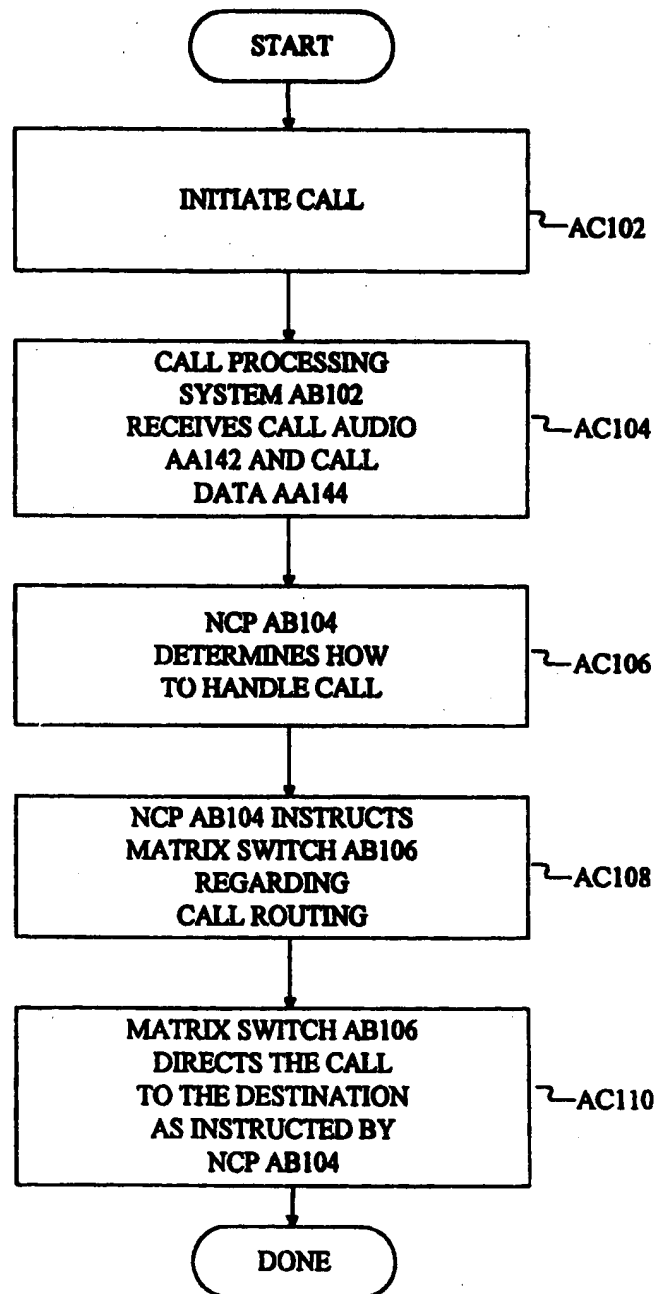 START
INITIATE CALL
AC102
CALL PROCESSING
SYSTEM AB102
RECEIVES CALL AUDIO
AA142 AND CALL
DATA AA144
AC104
NCP AB104
DETERMINES HOW
TO HANDLE CALL
AC106
NCP AB104 INSTRUCTS
MATRIX SWITCH AB106
REGARDING
CALL ROUTING
AC108
MATRIX SWITCH AB106
DIRECTS THE CALL
TO THE DESTINATION
AS INSTRUCTED BY
NCP AB104
AC110
DONE